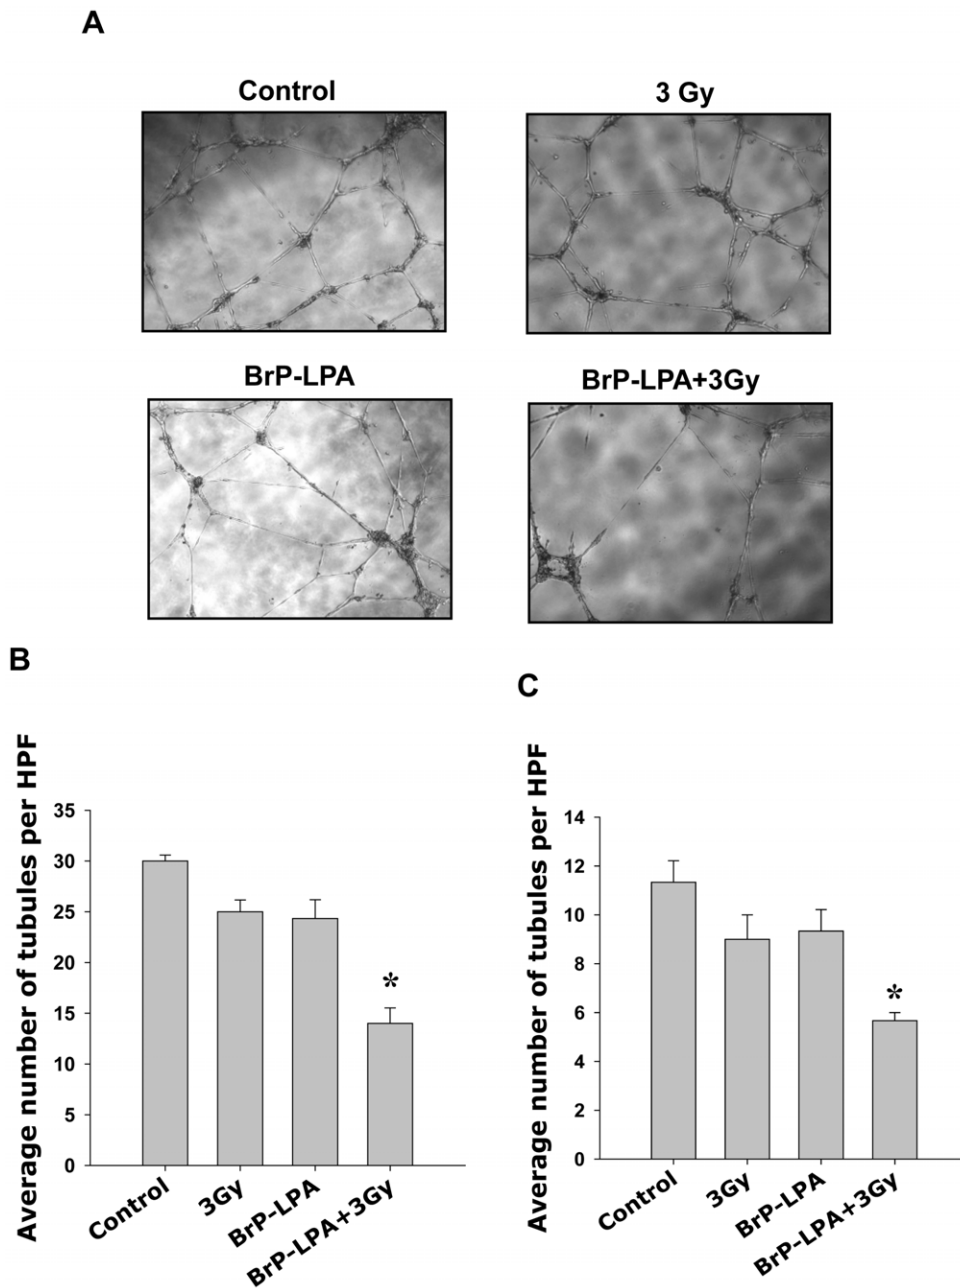 A
Control
3 Gy
BrP-LPA
BrP-LPA+3Gy
B
Average number of tubules per HPF
35
30
25
20
15
10
5
0
*
Control
3Gy
BrP-LPA
BrP-LPA+3Gy
C
Average number of tubules per HPF
14
12
10
8
6
4
2
0
*
Control
3Gy
BrP-LPA
BrP-LPA+3Gy